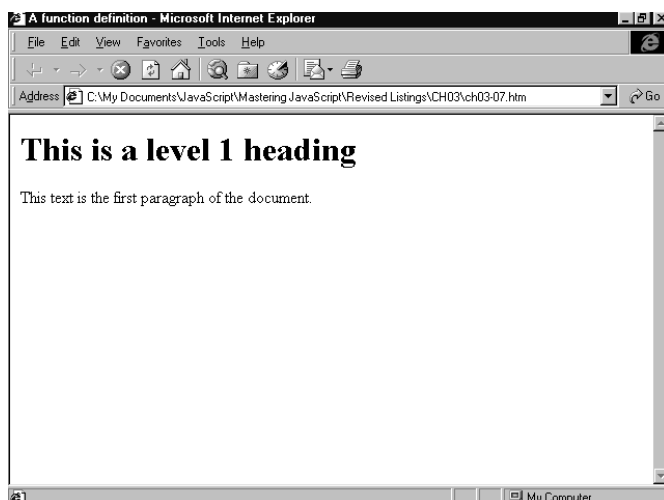 A function definition - Microsoft Internet Explorer
File Edit View Favorites Tools Help
Address C:\My Documents\JavaScript\Mastering JavaScript\Revised Listings\CH03\ch03-07.htm Go
This is a level 1 heading
This text is the first paragraph of the document.
My Computer